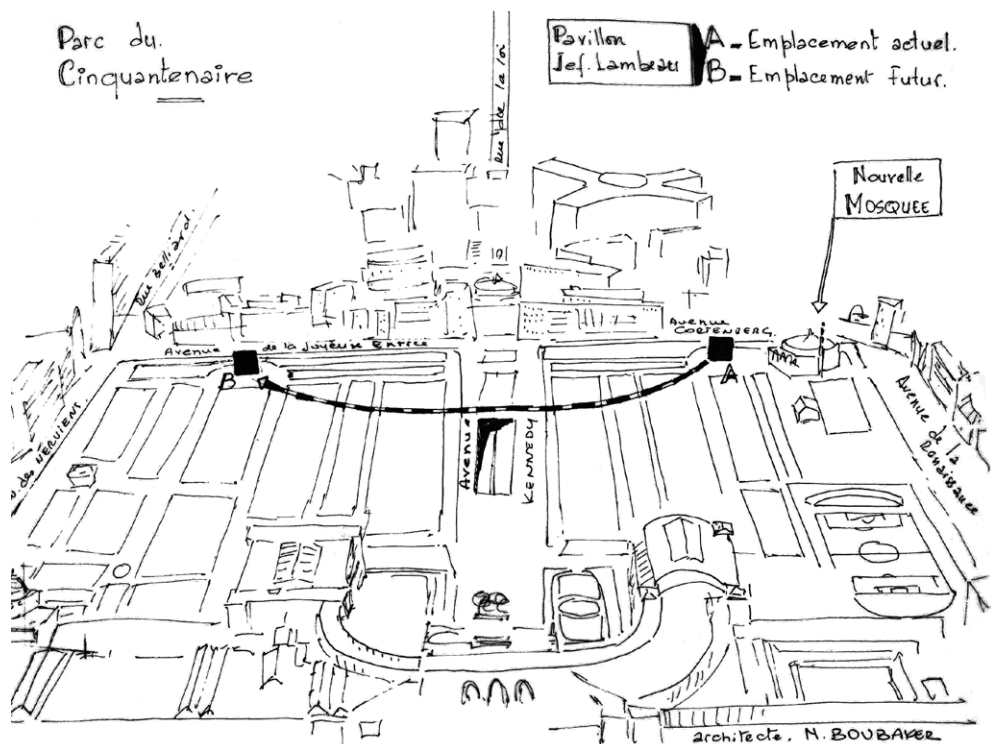 Parc du.
Cinquantenaire
Pavillon
Jef. Lambeau
A - Emplacement actuel.
B - Emplacement Futur.
Rue de la loi
Nouvelle
MOSQUEE
Rue Belliard
Avenue de la Joyeuse Entrée
Avenue
CORTENBERG.
B
A
des NERVIENS.
Avenue
KENNEDY
Avenue de la
Renaissance
architecte. M. BOUBAKER